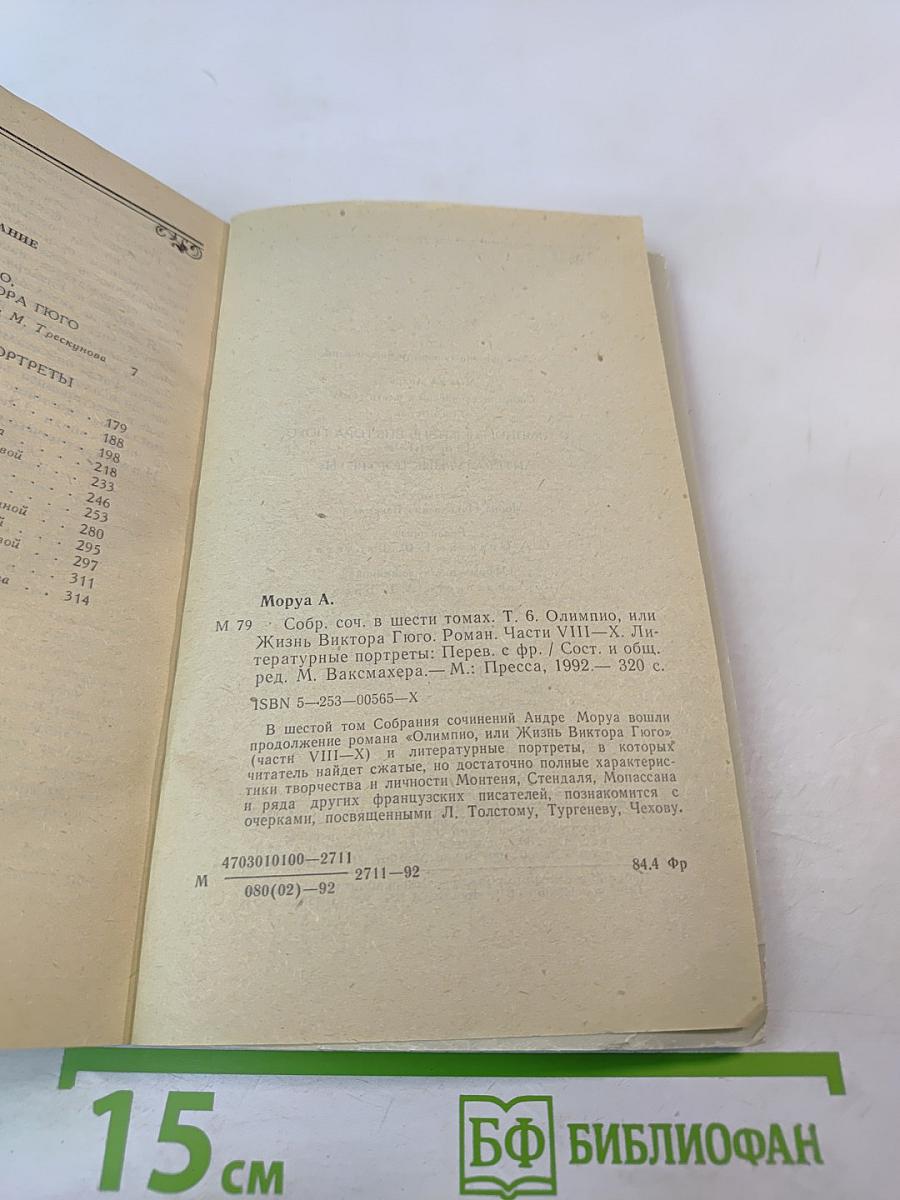 АНИЕ
О,
ОРА ГЮГО
М. Трескунова 7
ОРТРЕТЫ
179
188
198
218
233
246
253
280
295
297
311
314
Моруа А.
М 79 Собр. соч. в шести томах. Т. 6. Олимпио, или
Жизнь Виктора Гюго. Роман. Части VIII—X. Ли-
тературные портреты: Перев. с фр. / Сост. и общ.
ред. М. Ваксмахера.— М.: Пресса, 1992.— 320 с.
ISBN 5—253—00565—X
В шестой том Собрания сочинений Андре Моруа вошли
продолжение романа «Олимпио, или Жизнь Виктора Гюго»
(части VIII—X) и литературные портреты, в которых
читатель найдет сжатые, но достаточно полные характерис-
тики творчества и личности Монтеня, Стендаля, Мопассана
и ряда других французских писателей, познакомится с
очерками, посвященными Л. Толстому, Тургеневу, Чехову.
4703010100—2711
М 2711—92 84.4 Фр
080(02)—92
15 см
БФ БИБЛИОФАН